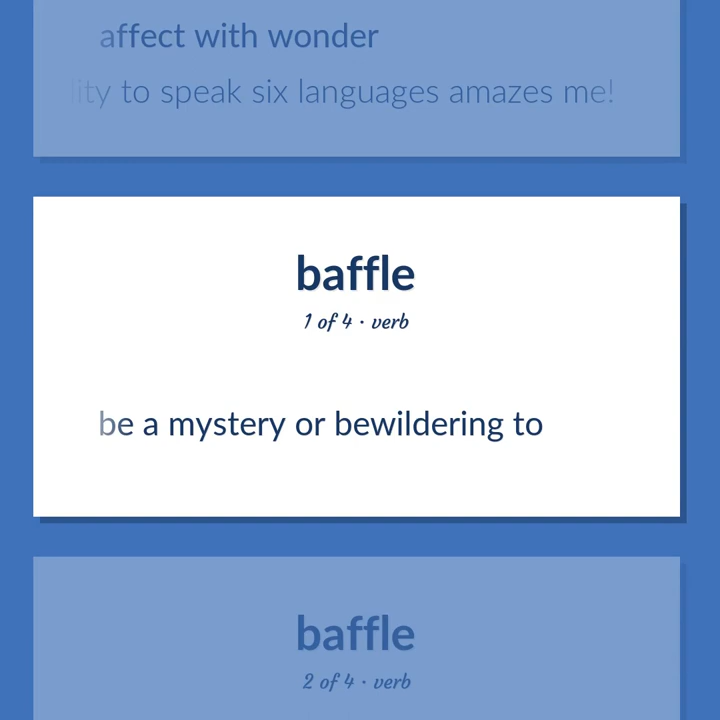 affect with wonder
to speak six languages amazes me!
baffle
1 of 4 · verb
be a mystery or bewildering to
baffle
2 of 4 · verb